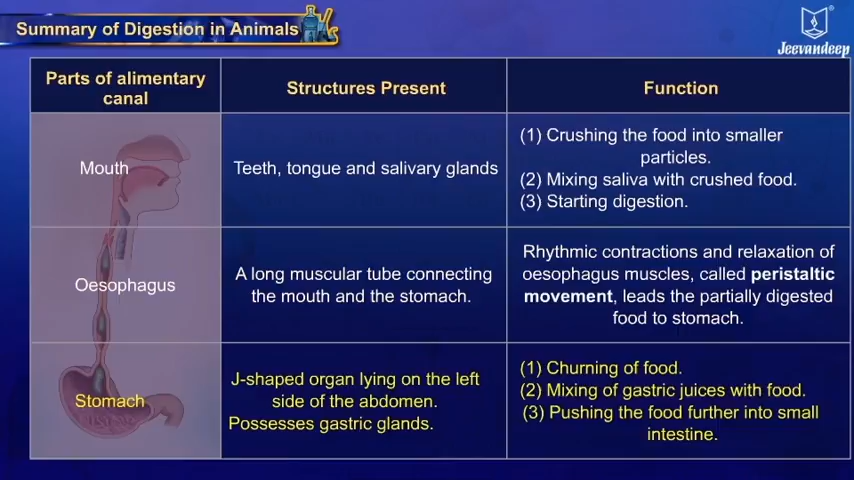 Summary of Digestion in Animals
Jeevandeep
Parts of alimentary
canal
Structures Present
Function
Mouth
Teeth, tongue and salivary glands
(1) Crushing the food into smaller
particles.
(2) Mixing saliva with crushed food.
(3) Starting digestion.
Oesophagus
A long muscular tube connecting
the mouth and the stomach.
Rhythmic contractions and relaxation of
oesophagus muscles, called peristaltic
movement, leads the partially digested
food to stomach.
Stomach
J-shaped organ lying on the left
side of the abdomen.
Possesses gastric glands.
(1) Churning of food.
(2) Mixing of gastric juices with food.
(3) Pushing the food further into small
intestine.